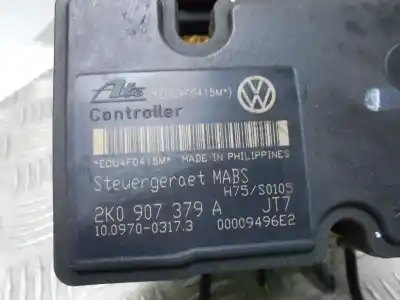 Ate *E0U4F0415M*)
Controller
*E0U4F0415M* MADE IN PHILIPPINES
Steuergeraet MABS
H75/S0105
2K0 907 379 A JT7
10.0970-0317.3 00009496E2